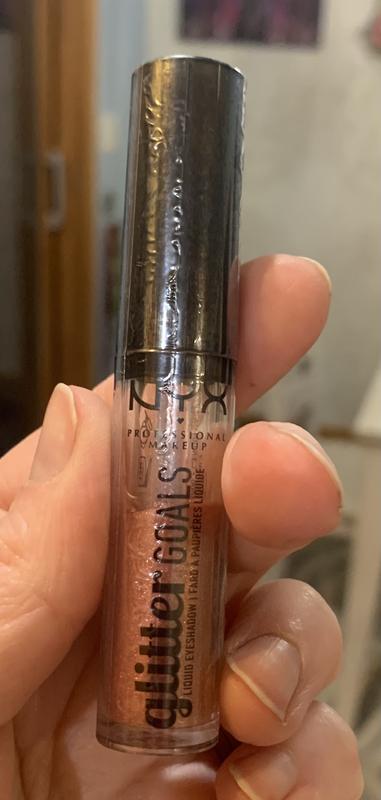 NYX
PROFESSIONAL
MAKEUP
glitter GOALS
LIQUID EYESHADOW | FARD À PAUPIÈRES LIQUIDE